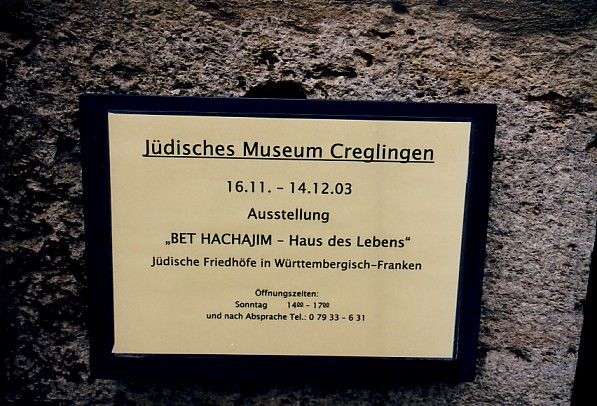 Jüdisches Museum Creglingen
16.11. – 14.12.03
Ausstellung
„BET HACHAJIM – Haus des Lebens“
Jüdische Friedhöfe in Württembergisch-Franken
Öffnungszeiten:
Sonntag 14⁰⁰ – 17⁰⁰
und nach Absprache Tel.: 0 79 33 – 6 31